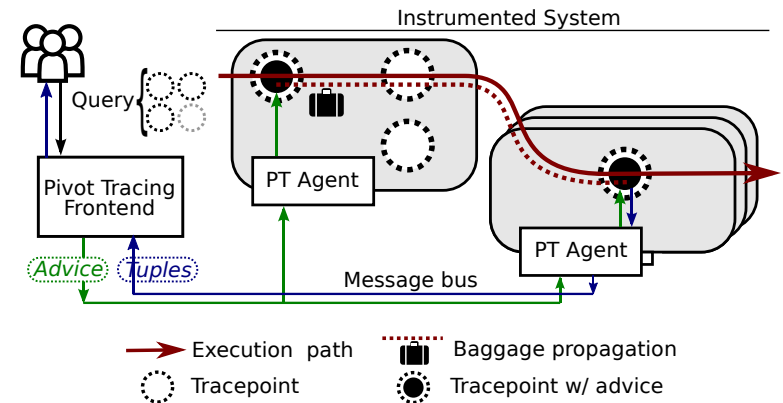 Instrumented System
Query
PT Agent
Pivot Tracing
Frontend
PT Agent
Advice
Tuples
Message bus
Execution path
Baggage propagation
Tracepoint
Tracepoint w/ advice